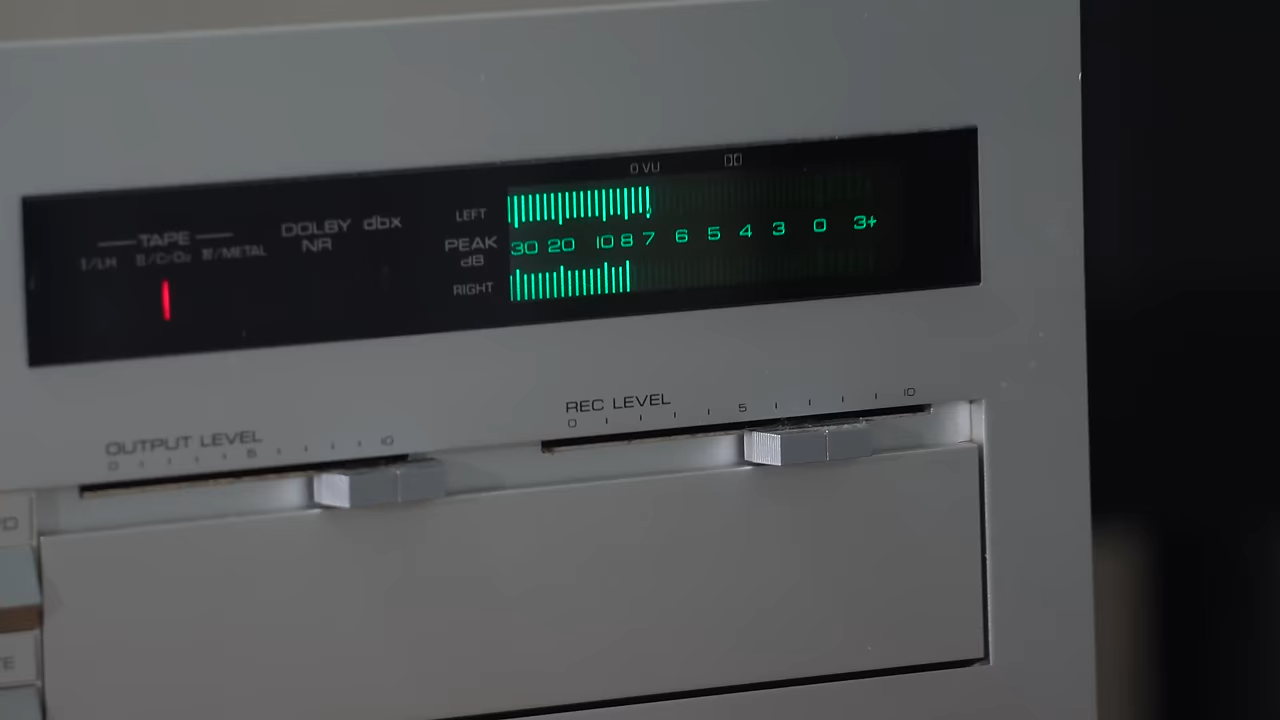 0 VU
LEFT
TAPE
I/LH II/CrO₂ IV/METAL
DOLBY NR
dbx
PEAK dB
30 20 10 8 7 6 5 4 3 0 3+
RIGHT
REC LEVEL
0 5 10
OUTPUT LEVEL
0 5 10